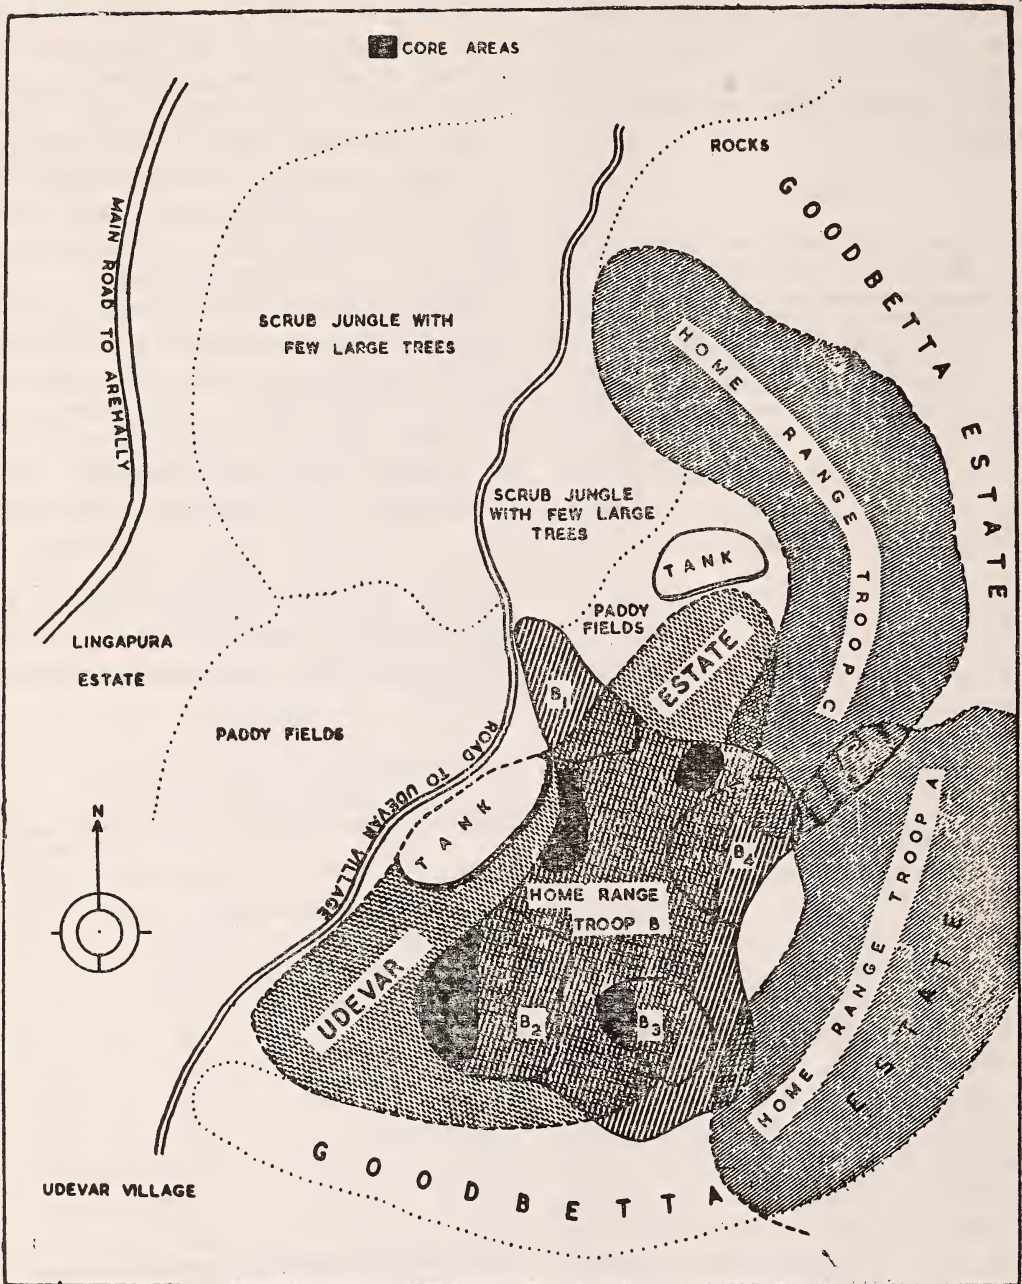 CORE AREAS
ROCKS
GOODBETTA ESTATE
MAIN ROAD TO AREHALLY
SCRUB JUNGLE WITH
FEW LARGE TREES
HOME RANGE TROOP C
SCRUB JUNGLE
WITH FEW LARGE
TREES
TANK
PADDY
FIELDS
LINGAPURA
ESTATE
ESTATE
B1
PADDY FIELDS
ROAD TO UDEVAN VILLAGE
TANK
N
B4
HOME RANGE
TROOP B
HOME RANGE TROOP A
UDEVAR
B2
B3
ESTATE
GOODBETTA
UDEVAR VILLAGE